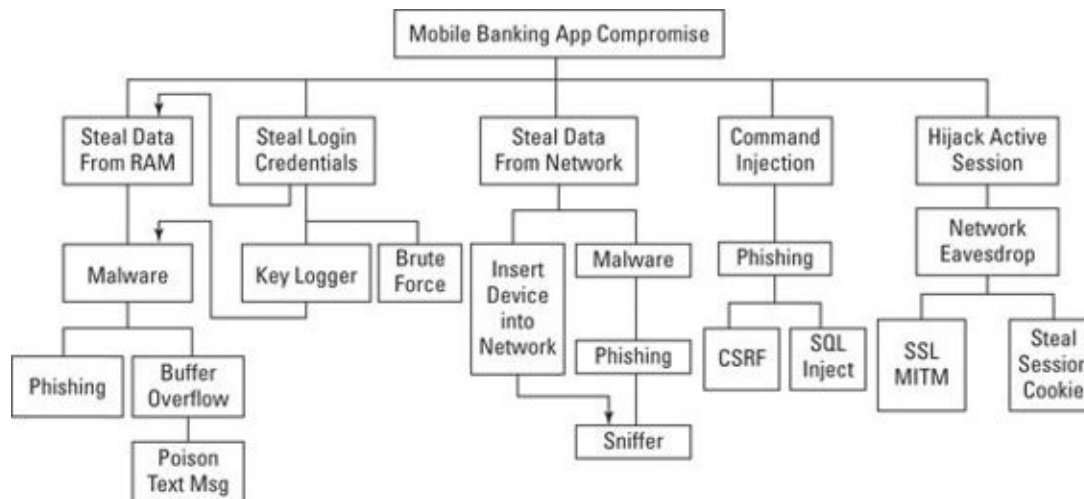 Mobile Banking App Compromise
Steal Data
From RAM
Steal Login
Credentials
Steal Data
From Network
Command
Injection
Hijack Active
Session
Malware
Key Logger
Brute
Force
Insert
Device
into
Network
Malware
Phishing
Network
Eavesdrop
Phishing
Buffer
Overflow
Phishing
CSRF
SQL
Inject
SSL
MITM
Steal
Session
Cookie
Poison
Text Msg
Sniffer